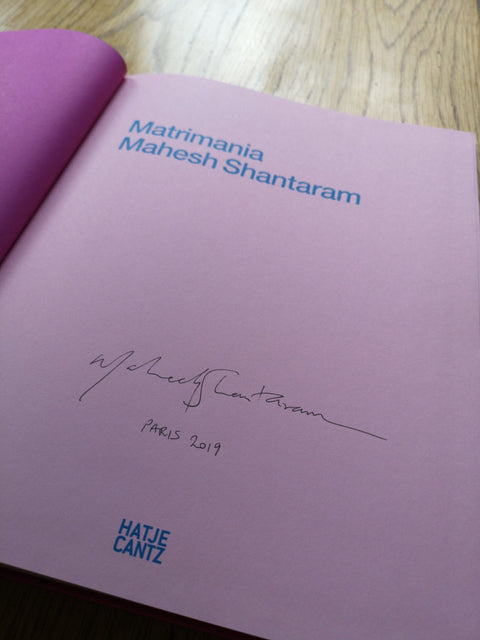 Matrimania
Mahesh Shantaram
Mahesh Shantaram
PARIS 2019
HATJE
CANTZ